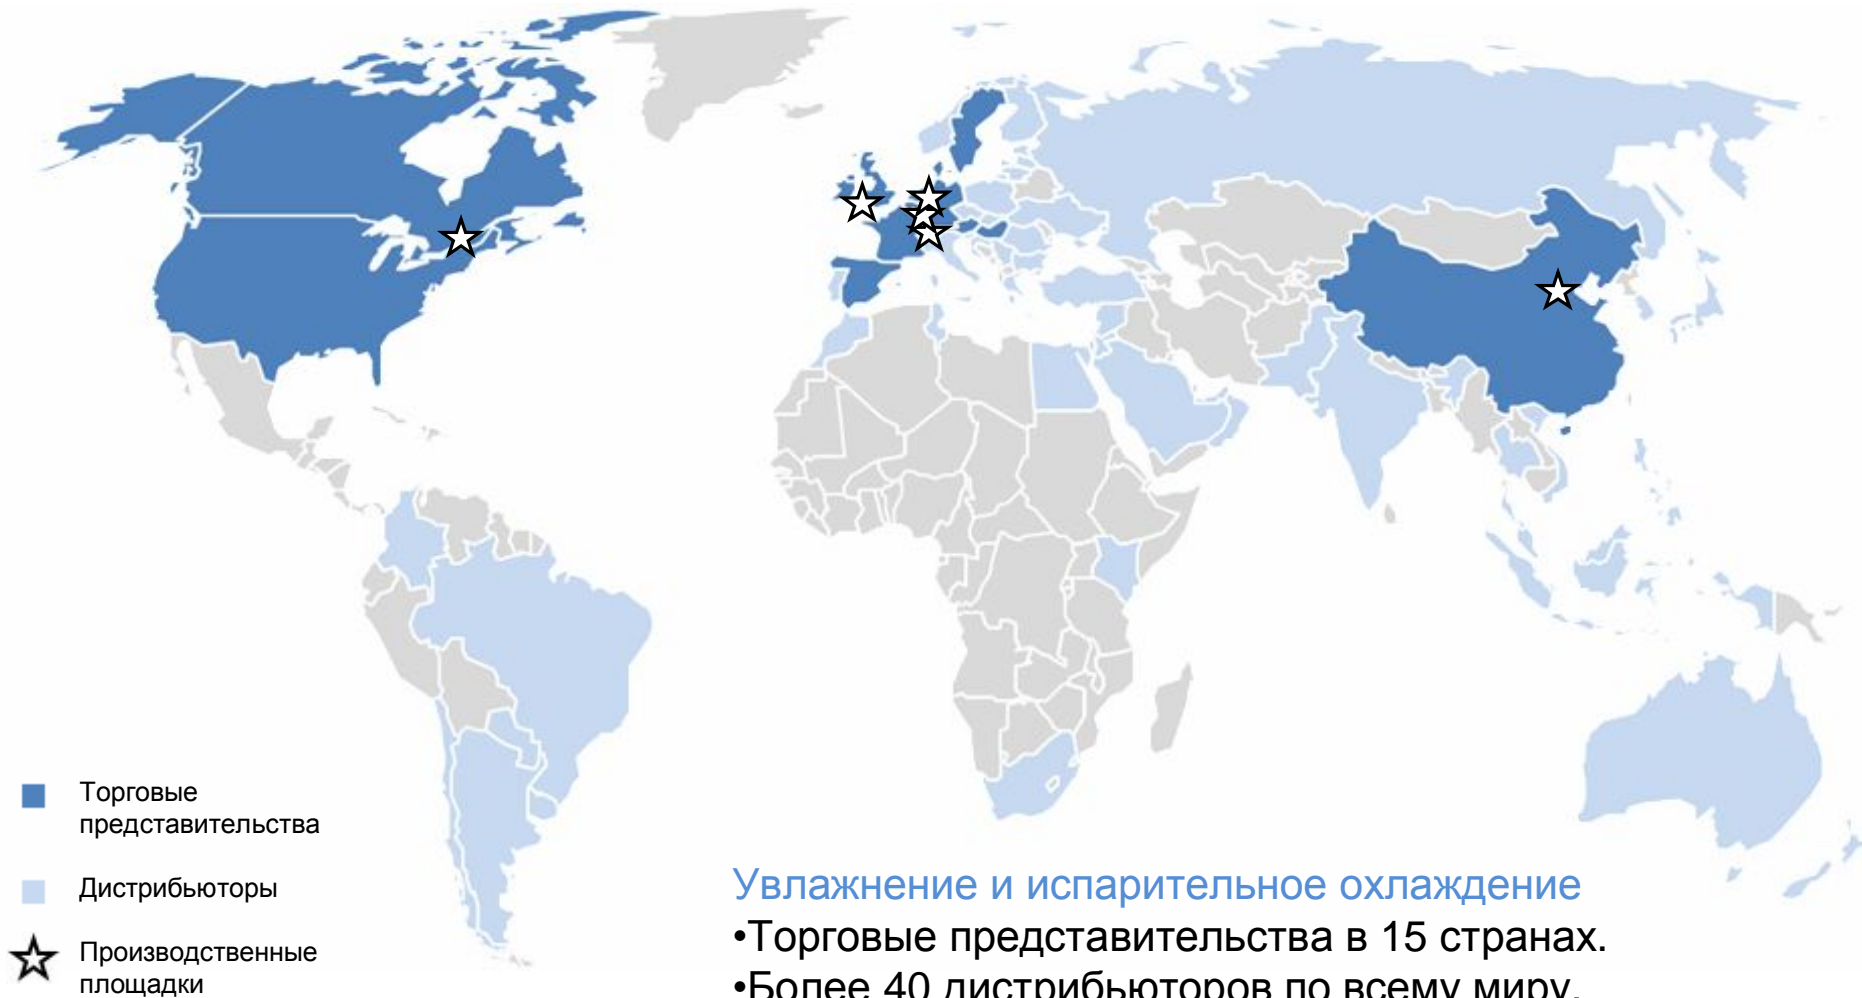 Торговые
представительства
Дистрибьюторы
Производственные
площадки
Увлажнение и испарительное охлаждение
•Торговые представительства в 15 странах.
•Более 40 дистрибьюторов по всему миру.